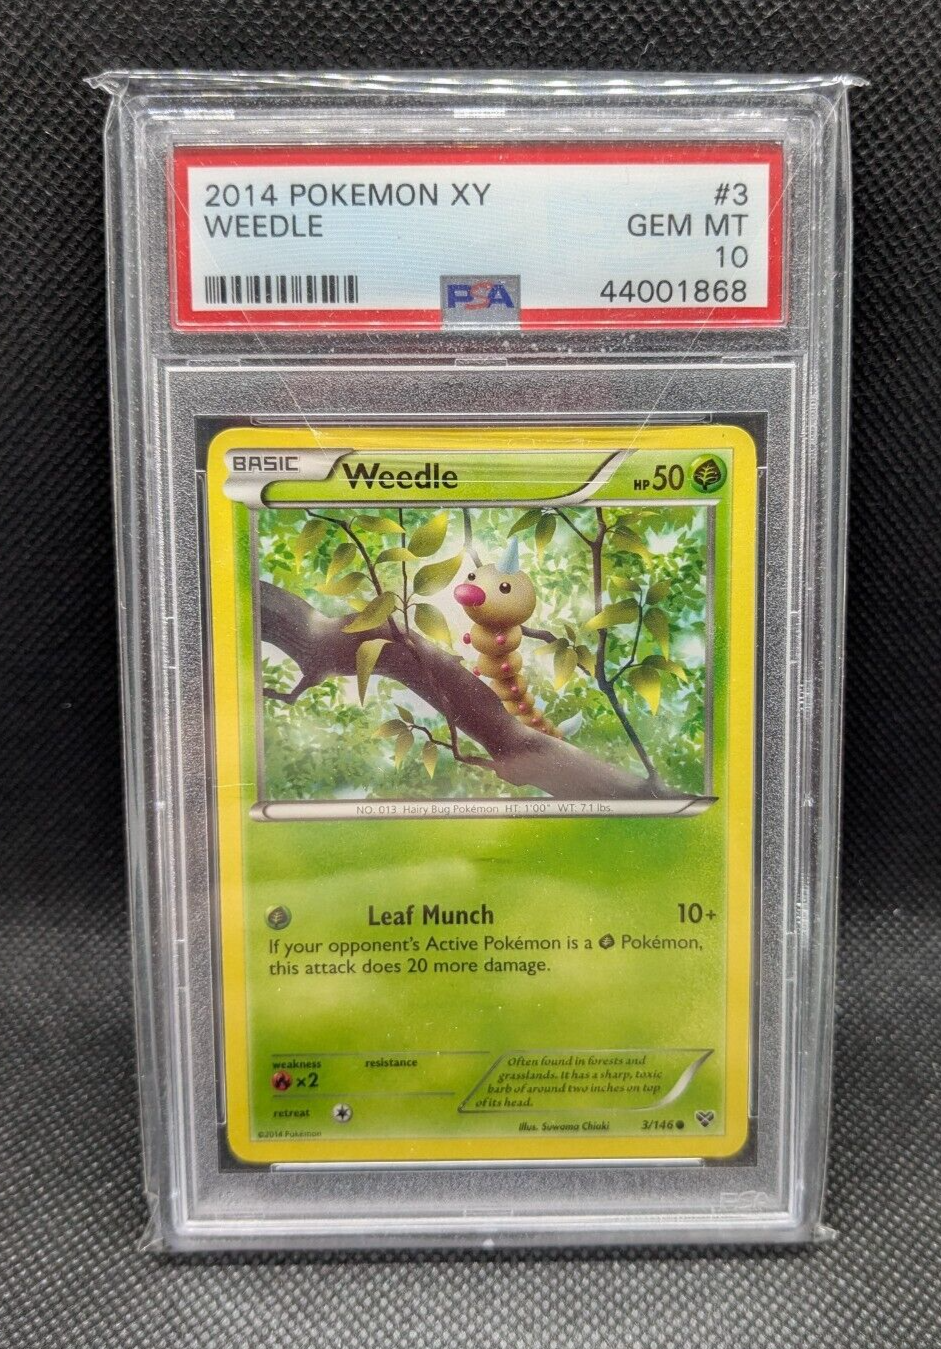 2014 POKEMON XY #3
WEEDLE GEM MT
10
PSA 44001868
BASIC Weedle HP 50
NO. 013 Hairy Bug Pokémon HT: 1'00" WT: 7.1 lbs.
Leaf Munch 10+
If your opponent's Active Pokémon is a Pokémon,
this attack does 20 more damage.
weakness resistance
×2
retreat
Often found in forests and
grasslands. It has a sharp, toxic
barb of around two inches on top
of its head.
Illus. Suwama Chiaki 3/146
©2014 Pokémon
PSA